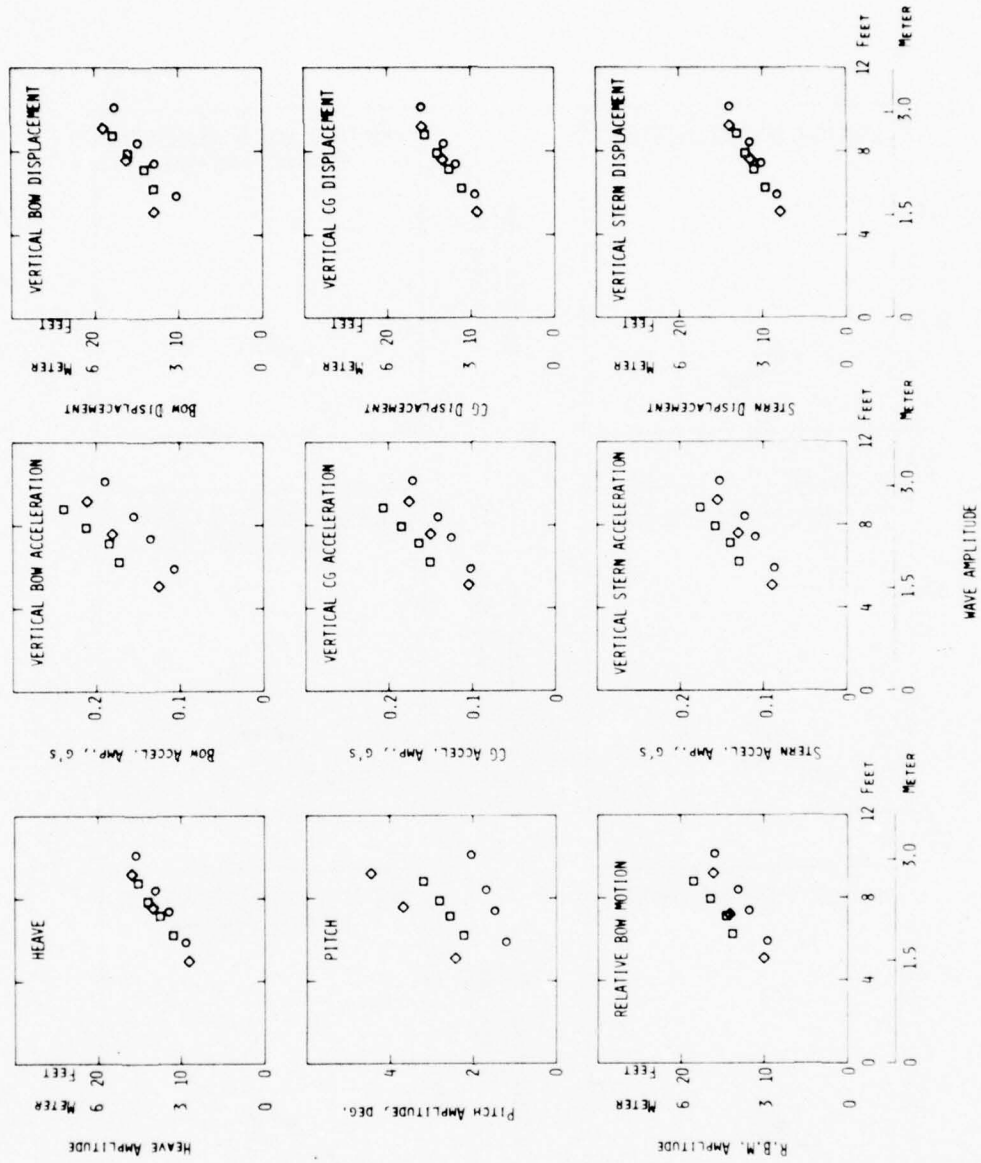 HEAVE AMPLITUDE
METER
6
3
0
FEET
20
10
0
HEAVE
BOW ACCEL. AMP., G'S
0.2
0.1
0
VERTICAL BOW ACCELERATION
BOW DISPLACEMENT
METER
6
3
0
FEET
20
10
0
VERTICAL BOW DISPLACEMENT
PITCH AMPLITUDE, DEG.
4
2
0
PITCH
CG ACCEL. AMP., G'S
0.2
0.1
0
VERTICAL CG ACCELERATION
CG DISPLACEMENT
METER
6
3
0
FEET
20
10
0
VERTICAL CG DISPLACEMENT
R.B.M. AMPLITUDE
METER
6
3
0
FEET
20
10
0
RELATIVE BOW MOTION
STERN ACCEL. AMP., G'S
0.2
0.1
0
VERTICAL STERN ACCELERATION
STERN DISPLACEMENT
METER
6
3
0
FEET
20
10
0
VERTICAL STERN DISPLACEMENT
0 4 8 12 FEET
0 4 8 12 FEET
0 4 8 12 FEET
0 1.5 3.0 METER
0 1.5 3.0 METER
0 1.5 3.0 METER
WAVE AMPLITUDE